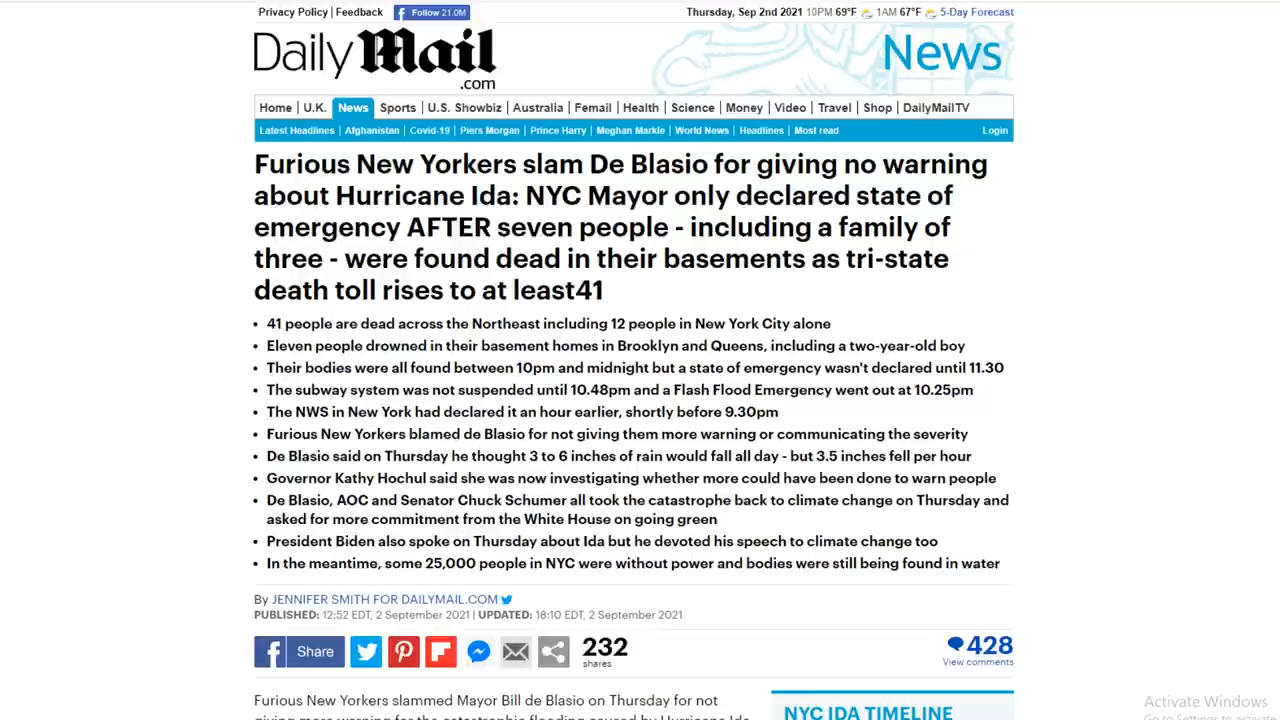 Privacy Policy | Feedback Follow 21.0M Thursday, Sep 2nd 2021 10PM 69°F 1AM 67°F 5-Day Forecast
Daily Mail .com News
Home | U.K. News Sports | U.S. Showbiz | Australia | Femail | Health | Science | Money | Video | Travel | Shop | DailyMailTV
Latest Headlines | Afghanistan | Covid-19 | Piers Morgan | Prince Harry | Meghan Markle | World News | Headlines | Most read Login
Furious New Yorkers slam De Blasio for giving no warning
about Hurricane Ida: NYC Mayor only declared state of
emergency AFTER seven people - including a family of
three - were found dead in their basements as tri-state
death toll rises to at least41
• 41 people are dead across the Northeast including 12 people in New York City alone
• Eleven people drowned in their basement homes in Brooklyn and Queens, including a two-year-old boy
• Their bodies were all found between 10pm and midnight but a state of emergency wasn't declared until 11.30
• The subway system was not suspended until 10.48pm and a Flash Flood Emergency went out at 10.25pm
• The NWS in New York had declared it an hour earlier, shortly before 9.30pm
• Furious New Yorkers blamed de Blasio for not giving them more warning or communicating the severity
• De Blasio said on Thursday he thought 3 to 6 inches of rain would fall all day - but 3.5 inches fell per hour
• Governor Kathy Hochul said she was now investigating whether more could have been done to warn people
• De Blasio, AOC and Senator Chuck Schumer all took the catastrophe back to climate change on Thursday and
asked for more commitment from the White House on going green
• President Biden also spoke on Thursday about Ida but he devoted his speech to climate change too
• In the meantime, some 25,000 people in NYC were without power and bodies were still being found in water
By JENNIFER SMITH FOR DAILYMAIL.COM
PUBLISHED: 12:52 EDT, 2 September 2021 | UPDATED: 18:10 EDT, 2 September 2021
Share 232 shares 428 View comments
Furious New Yorkers slammed Mayor Bill de Blasio on Thursday for not
giving more warning for the catastrophic flooding caused by Hurricane Ida
NYC IDA TIMELINE
Activate Windows
Go to Settings to activate